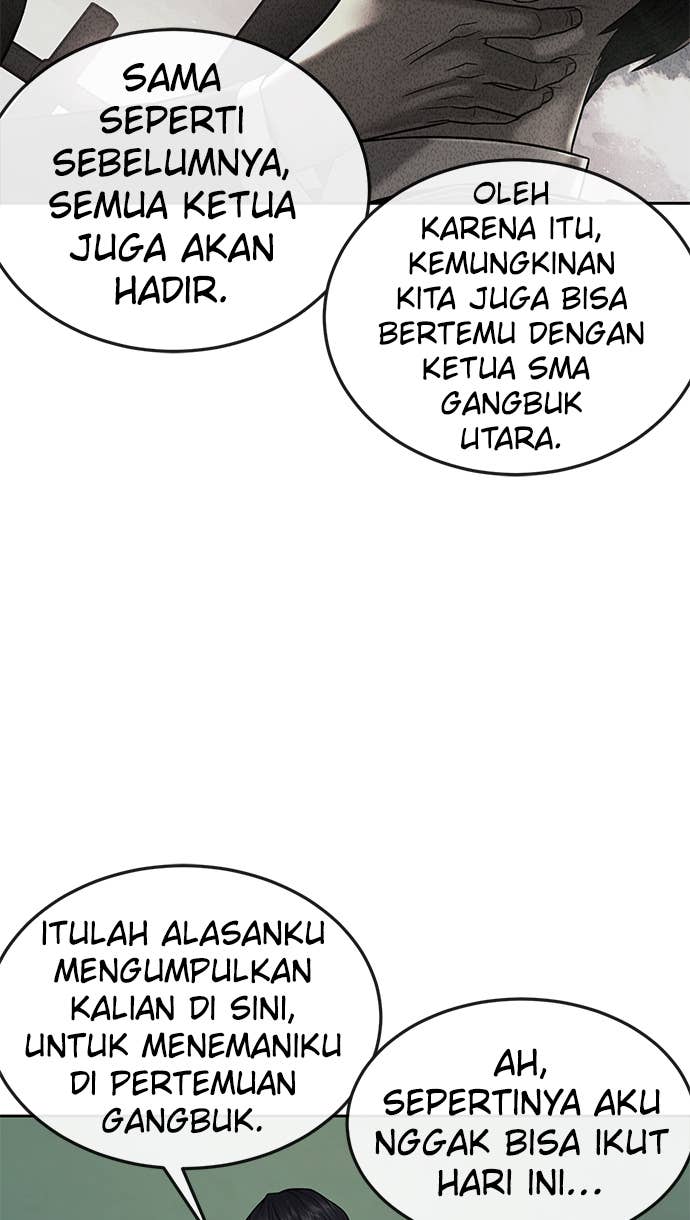 SAMA
SEPERTI
SEBELUMNYA,
SEMUA KETUA
JUGA AKAN
HADIR.
OLEH
KARENA ITU,
KEMUNGKINAN
KITA JUGA BISA
BERTEMU DENGAN
KETUA SMA
GANGBUK
UTARA.
ITULAH ALASANKU
MENGUMPULKAN
KALIAN DI SINI,
UNTUK MENEMANIKU
DI PERTEMUAN
GANGBUK.
AH,
SEPERTINYA AKU
NGGAK BISA IKUT
HARI INI...